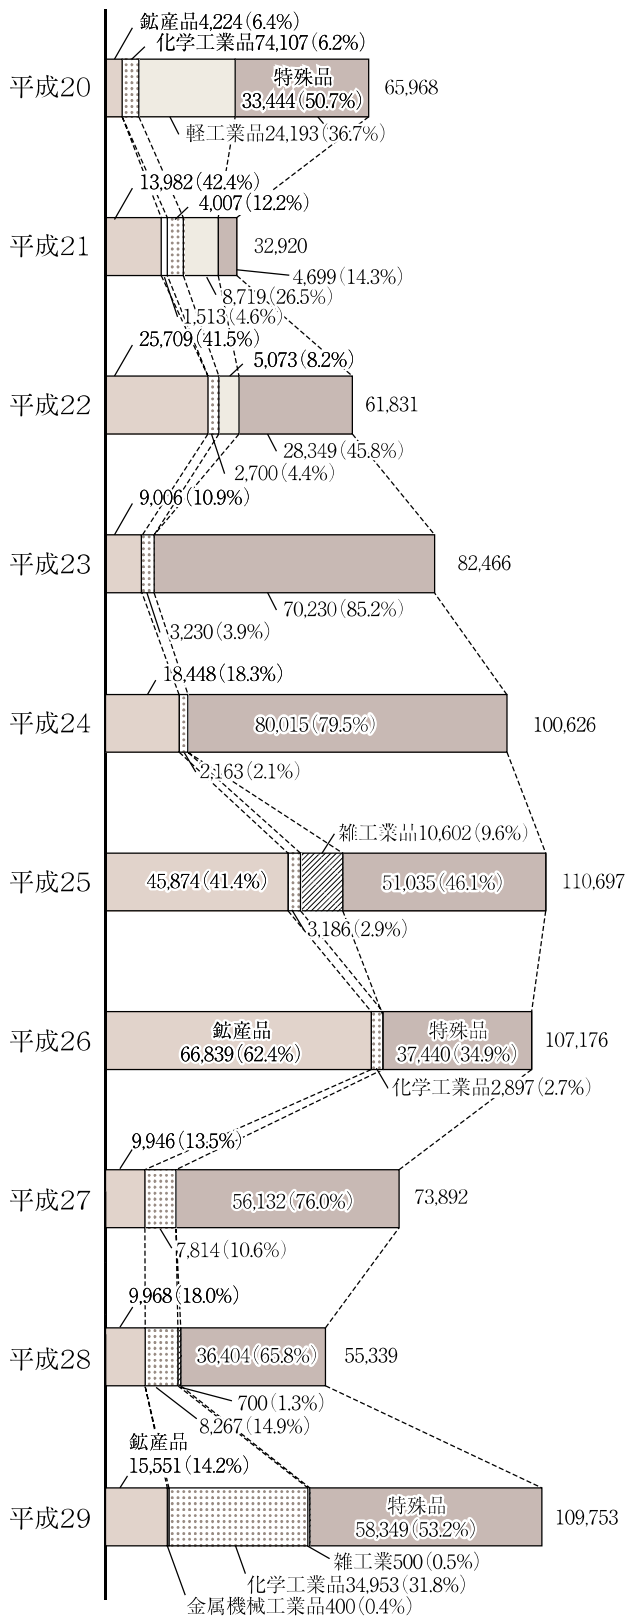 鉱産品4,224(6.4%)
化学工業品74,107(6.2%)
平成20
特殊品
33,444(50.7%)
65,968
軽工業品24,193(36.7%)
13,982(42.4%)
4,007(12.2%)
平成21
32,920
4,699(14.3%)
8,719(26.5%)
1,513(4.6%)
25,709(41.5%)
5,073(8.2%)
平成22
61,831
28,349(45.8%)
2,700(4.4%)
9,006(10.9%)
平成23
82,466
70,230(85.2%)
3,230(3.9%)
18,448(18.3%)
平成24
80,015(79.5%)
100,626
2,163(2.1%)
雑工業品10,602(9.6%)
平成25
45,874(41.4%)
51,035(46.1%)
110,697
3,186(2.9%)
平成26
鉱産品
66,839(62.4%)
特殊品
37,440(34.9%)
107,176
化学工業品2,897(2.7%)
9,946(13.5%)
平成27
56,132(76.0%)
73,892
7,814(10.6%)
9,968(18.0%)
平成28
36,404(65.8%)
55,339
700(1.3%)
8,267(14.9%)
鉱産品
15,551(14.2%)
平成29
特殊品
58,349(53.2%)
109,753
雑工業500(0.5%)
化学工業品34,953(31.8%)
金属機械工業品400(0.4%)